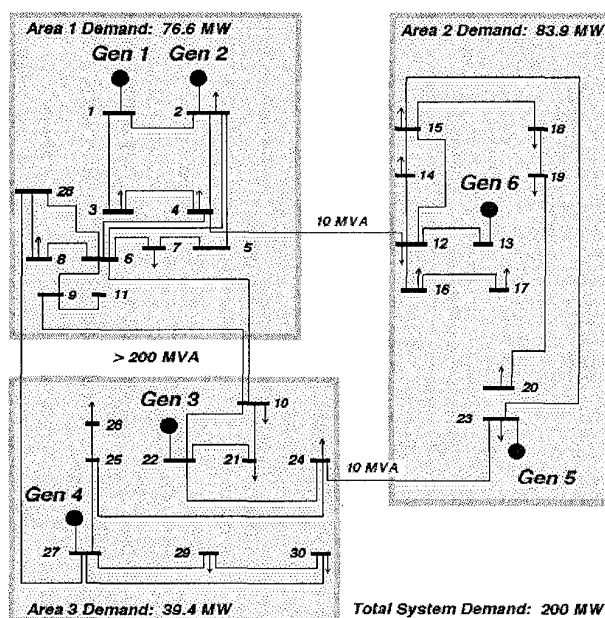 Area 1 Demand: 76.6 MW
Area 2 Demand: 83.9 MW
Gen 1
Gen 2
1
2
15
18
14
Gen 6
19
28
3
4
10 MVA
12
13
8
6
7
5
9
11
16
17
> 200 MVA
20
Gen 3
10
23
26
25
22
21
24
10 MVA
Gen 5
Gen 4
27
29
30
Area 3 Demand: 39.4 MW
Total System Demand: 200 MW